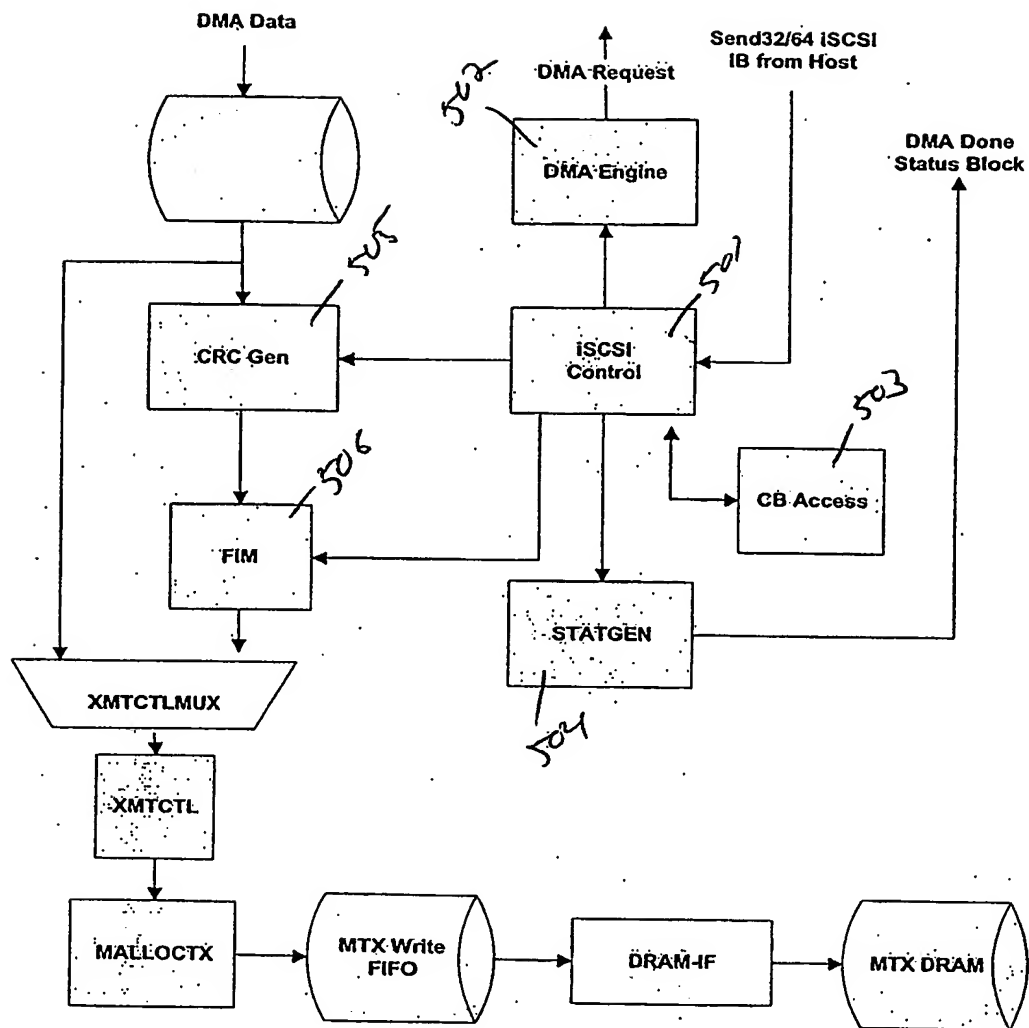 DMA Data
DMA Request
Send32/64 iSCSI
IB from Host
502
DMA Engine
DMA Done
Status Block
505
501
CRC Gen
iSCSI
Control
503
506
CB Access
FIM
STATGEN
504
XMTCTLMUX
XMTCTL
MALLOCTX
MTX Write
FIFO
DRAM-IF
MTX DRAM